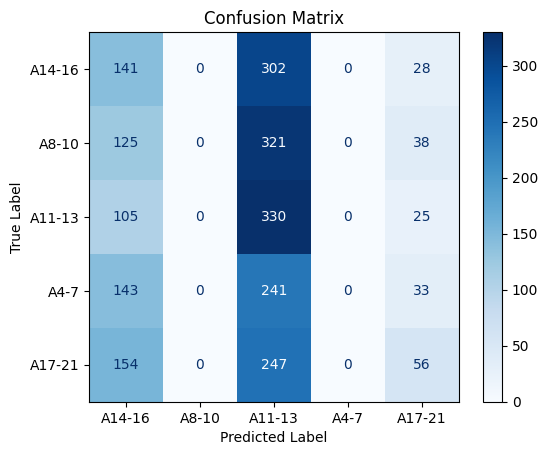 Confusion Matrix
True Label
A14-16 141 0 302 0 28
A8-10 125 0 321 0 38
A11-13 105 0 330 0 25
A4-7 143 0 241 0 33
A17-21 154 0 247 0 56
A14-16 A8-10 A11-13 A4-7 A17-21
Predicted Label
300
250
200
150
100
50
0